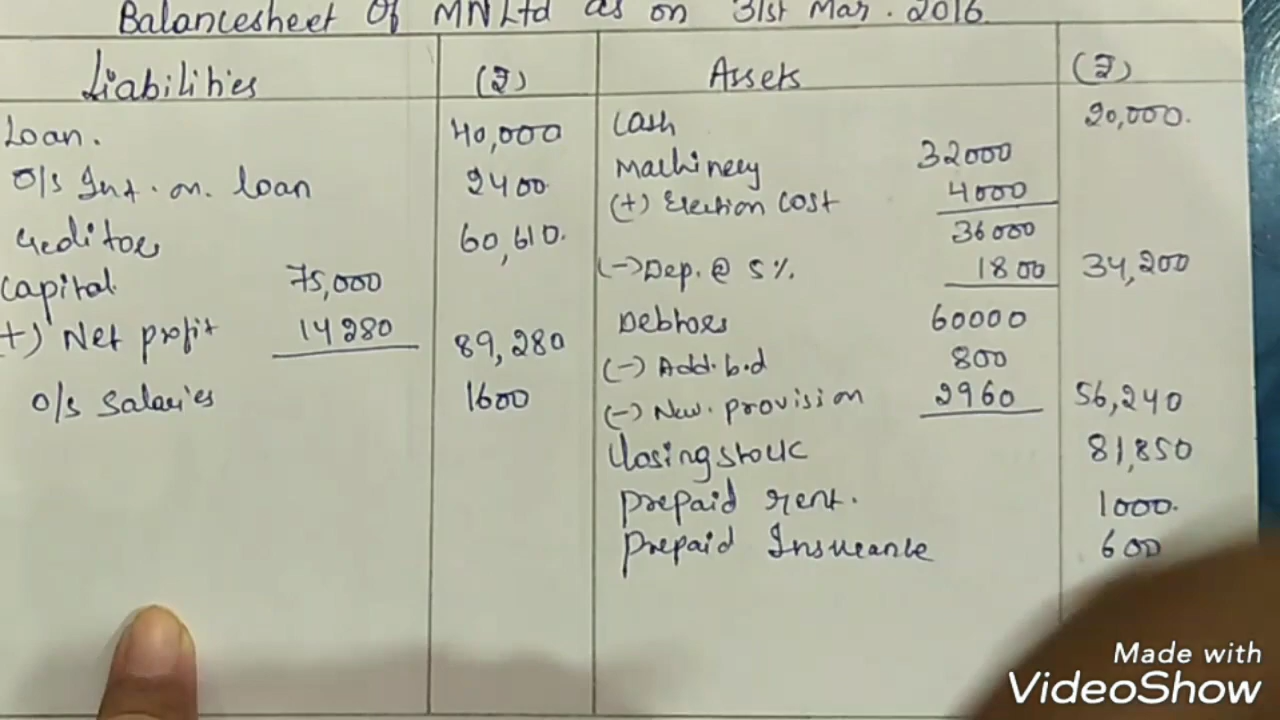 Balancesheet Of MN Ltd as on 31st Mar. 2016
Liabilities (₹) Assets (₹)
Loan. 40,000 Cash 20,000.
O/s Int. on. loan 2400 Machinery 32000
(+) Erection cost 4000
36000
Creditors 60,610. (-) Dep. @ 5% 1800 34,200
Capital 75,000
+) Net profit 14280 89,280 Debtors 60000
(-) Add. b.d 800
O/s Salaries 1600 (-) New. provision 2960 56,240
Closing stock 81,850
prepaid rent. 1000.
prepaid Insurance 600
Made with
VideoShow